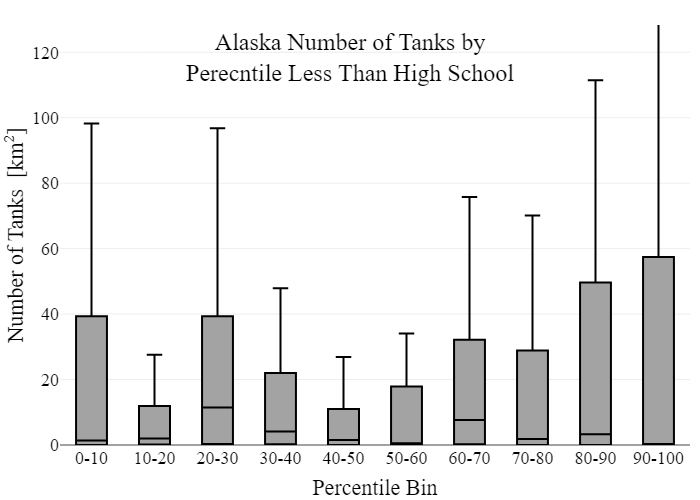 Alaska Number of Tanks by
Perecntile Less Than High School
Number of Tanks [km²]
120
100
80
60
40
20
0
0-10 10-20 20-30 30-40 40-50 50-60 60-70 70-80 80-90 90-100
Percentile Bin